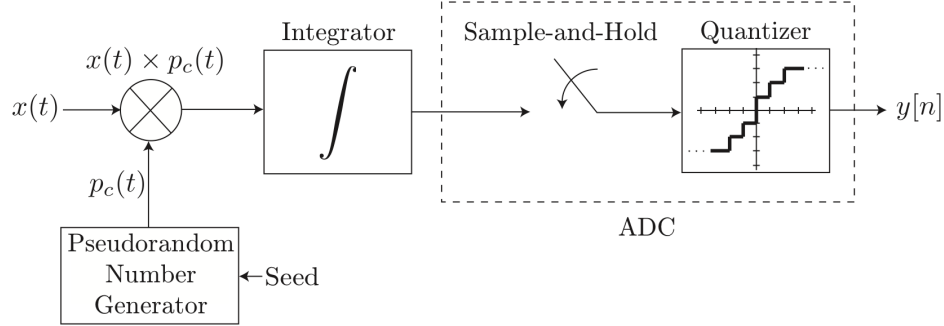 Integrator
Sample-and-Hold
Quantizer
x(t) × p_c(t)
x(t)
∫
y[n]
p_c(t)
ADC
Pseudorandom
Number
Generator
Seed